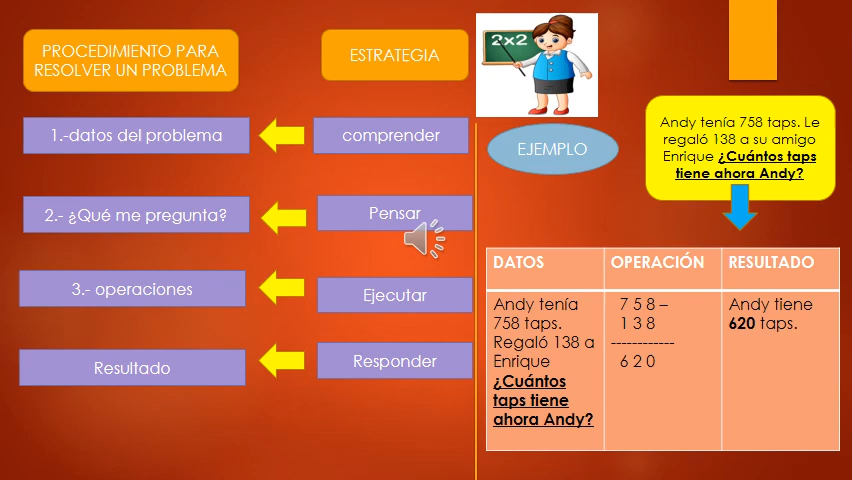 PROCEDIMIENTO PARA
RESOLVER UN PROBLEMA
ESTRATEGIA
1.-datos del problema
comprender
2.- ¿Qué me pregunta?
Pensar
3.- operaciones
Ejecutar
Resultado
Responder
2x2
EJEMPLO
Andy tenía 758 taps. Le
regaló 138 a su amigo
Enrique ¿Cuántos taps
tiene ahora Andy?
DATOS
OPERACIÓN
RESULTADO
Andy tenía
758 taps.
Regaló 138 a
Enrique
¿Cuántos
taps tiene
ahora Andy?
7 5 8 –
1 3 8
------------
6 2 0
Andy tiene
620 taps.